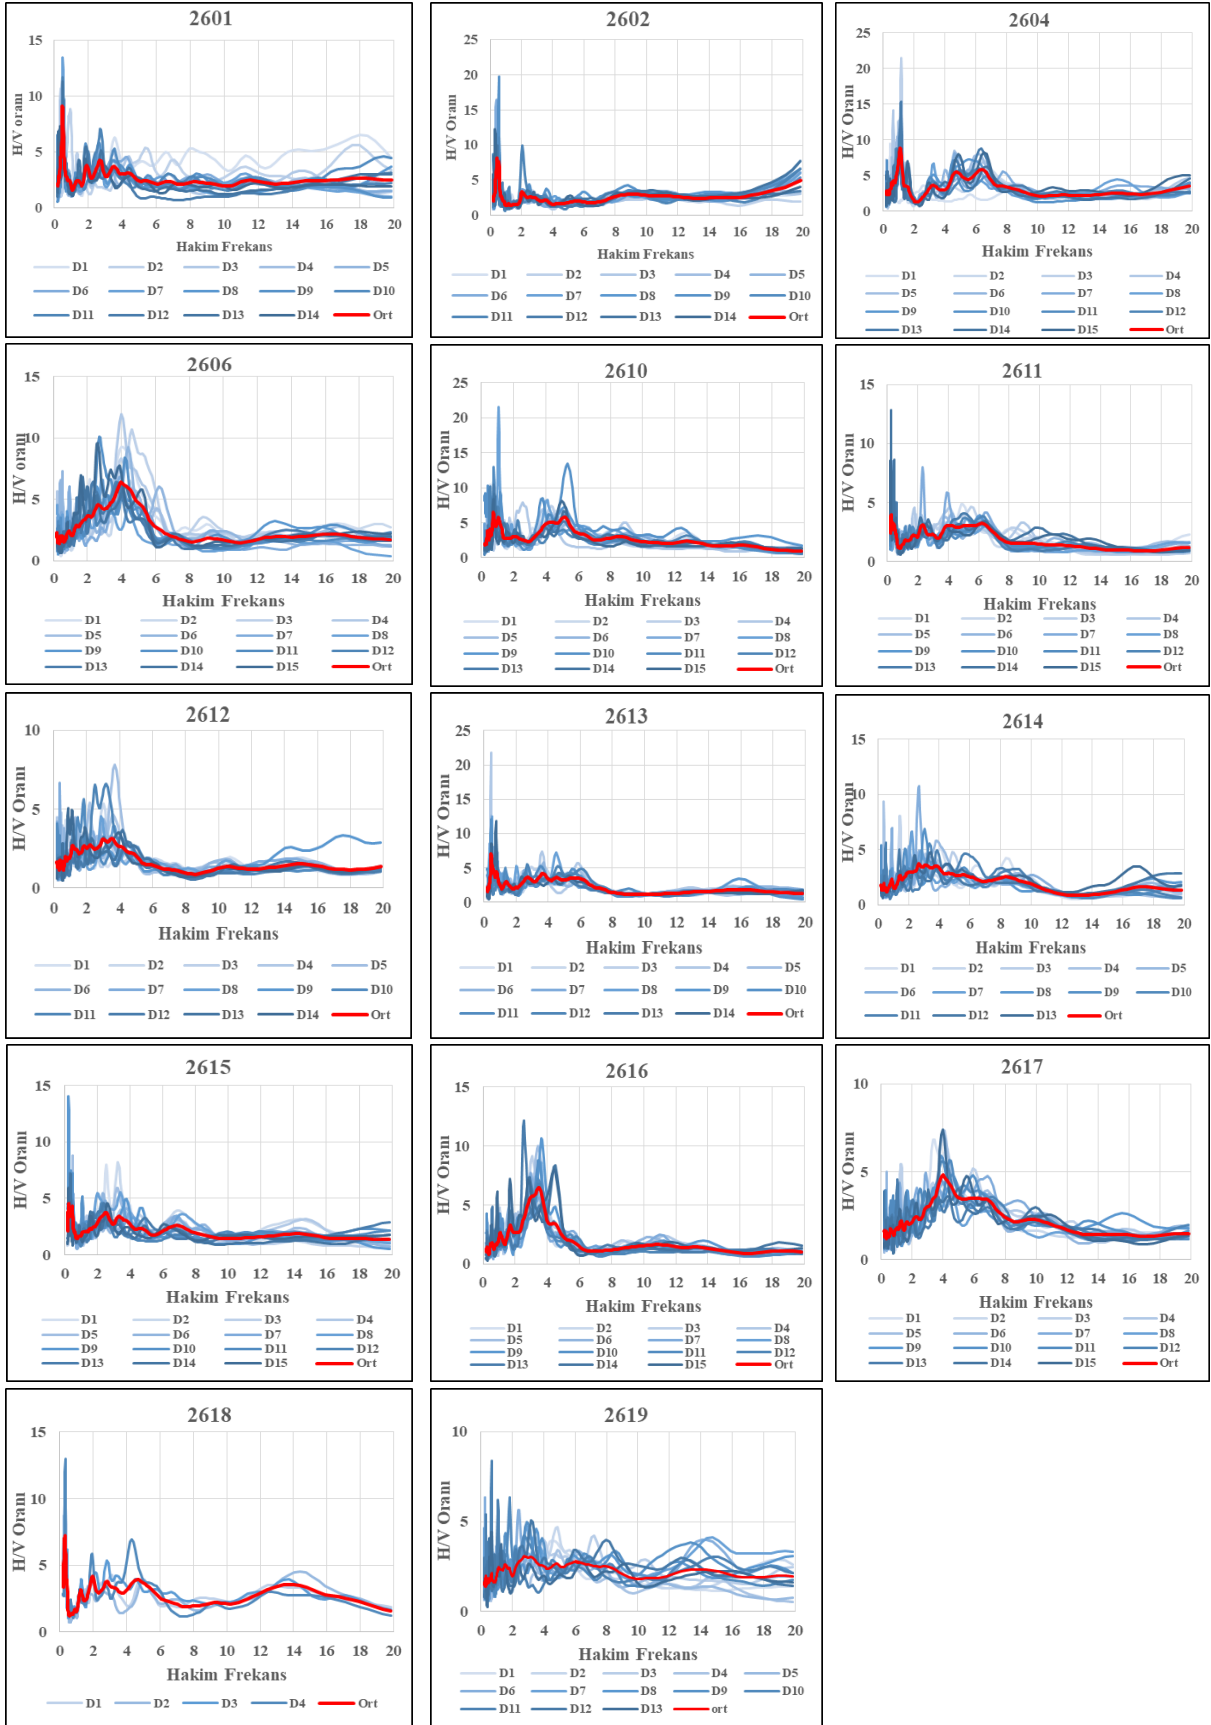 2601
H/V oranı
15
10
5
0
0 2 4 6 8 10 12 14 16 18 20
Hakim Frekans
D1 D2 D3 D4 D5
D6 D7 D8 D9 D10
D11 D12 D13 D14 Ort
2602
H/V Oranı
25
20
15
10
5
0
0 2 4 6 8 10 12 14 16 18 20
Hakim Frekans
D1 D2 D3 D4 D5
D6 D7 D8 D9 D10
D11 D12 D13 D14 Ort
2604
H/V Oranı
25
20
15
10
5
0
0 2 4 6 8 10 12 14 16 18 20
Hakim Frekans
D1 D2 D3 D4
D5 D6 D7 D8
D9 D10 D11 D12
D13 D14 D15 Ort
2606
H/V oranı
15
10
5
0
0 2 4 6 8 10 12 14 16 18 20
Hakim Frekans
D1 D2 D3 D4
D5 D6 D7 D8
D9 D10 D11 D12
D13 D14 D15 Ort
2610
H/V Oranı
25
20
15
10
5
0
0 2 4 6 8 10 12 14 16 18 20
Hakim Frekans
D1 D2 D3 D4
D5 D6 D7 D8
D9 D10 D11 D12
D13 D14 D15 Ort
2611
H/V Oranı
15
10
5
0
0 2 4 6 8 10 12 14 16 18 20
Hakim Frekans
D1 D2 D3 D4
D5 D6 D7 D8
D9 D10 D11 D12
D13 D14 D15 Ort
2612
H/V Oranı
10
5
0
0 2 4 6 8 10 12 14 16 18 20
Hakim Frekans
D1 D2 D3 D4 D5
D6 D7 D8 D9 D10
D11 D12 D13 D14 Ort
2613
H/V Oranı
25
20
15
10
5
0
0 2 4 6 8 10 12 14 16 18 20
Hakim Frekans
D1 D2 D3 D4 D5
D6 D7 D8 D9 D10
D11 D12 D13 D14 Ort
2614
H/V Oranı
15
10
5
0
0 2 4 6 8 10 12 14 16 18 20
Hakim Frekans
D1 D2 D3 D4 D5
D6 D7 D8 D9 D10
D11 D12 D13 Ort
2615
H/V Oranı
15
10
5
0
0 2 4 6 8 10 12 14 16 18 20
Hakim Frekans
D1 D2 D3 D4
D5 D6 D7 D8
D9 D10 D11 D12
D13 D14 D15 Ort
2616
H/V Oranı
15
10
5
0
0 2 4 6 8 10 12 14 16 18 20
Hakim Frekans
D1 D2 D3 D4
D5 D6 D7 D8
D9 D10 D11 D12
D13 D14 D15 Ort
2617
H/V Oranı
10
5
0
0 2 4 6 8 10 12 14 16 18 20
Hakim Frekans
D1 D2 D3 D4
D5 D6 D7 D8
D9 D10 D11 D12
D13 D14 D15 Ort
2618
H/V Oranı
15
10
5
0
0 2 4 6 8 10 12 14 16 18 20
Hakim Frekans
D1 D2 D3 D4 Ort
2619
H/V Oranı
10
5
0
0 2 4 6 8 10 12 14 16 18 20
Hakim Frekans
D1 D2 D3 D4 D5
D6 D7 D8 D9 D10
D11 D12 D13 ort